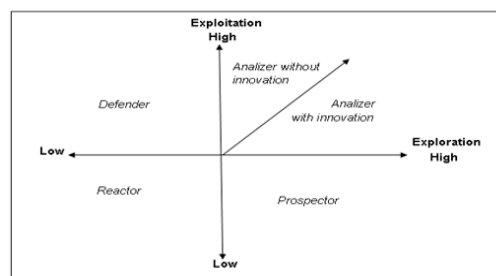 Exploitation
High
Analizer without
innovation
Defender
Analizer
with innovation
Low
Exploration
High
Reactor
Prospector
Low